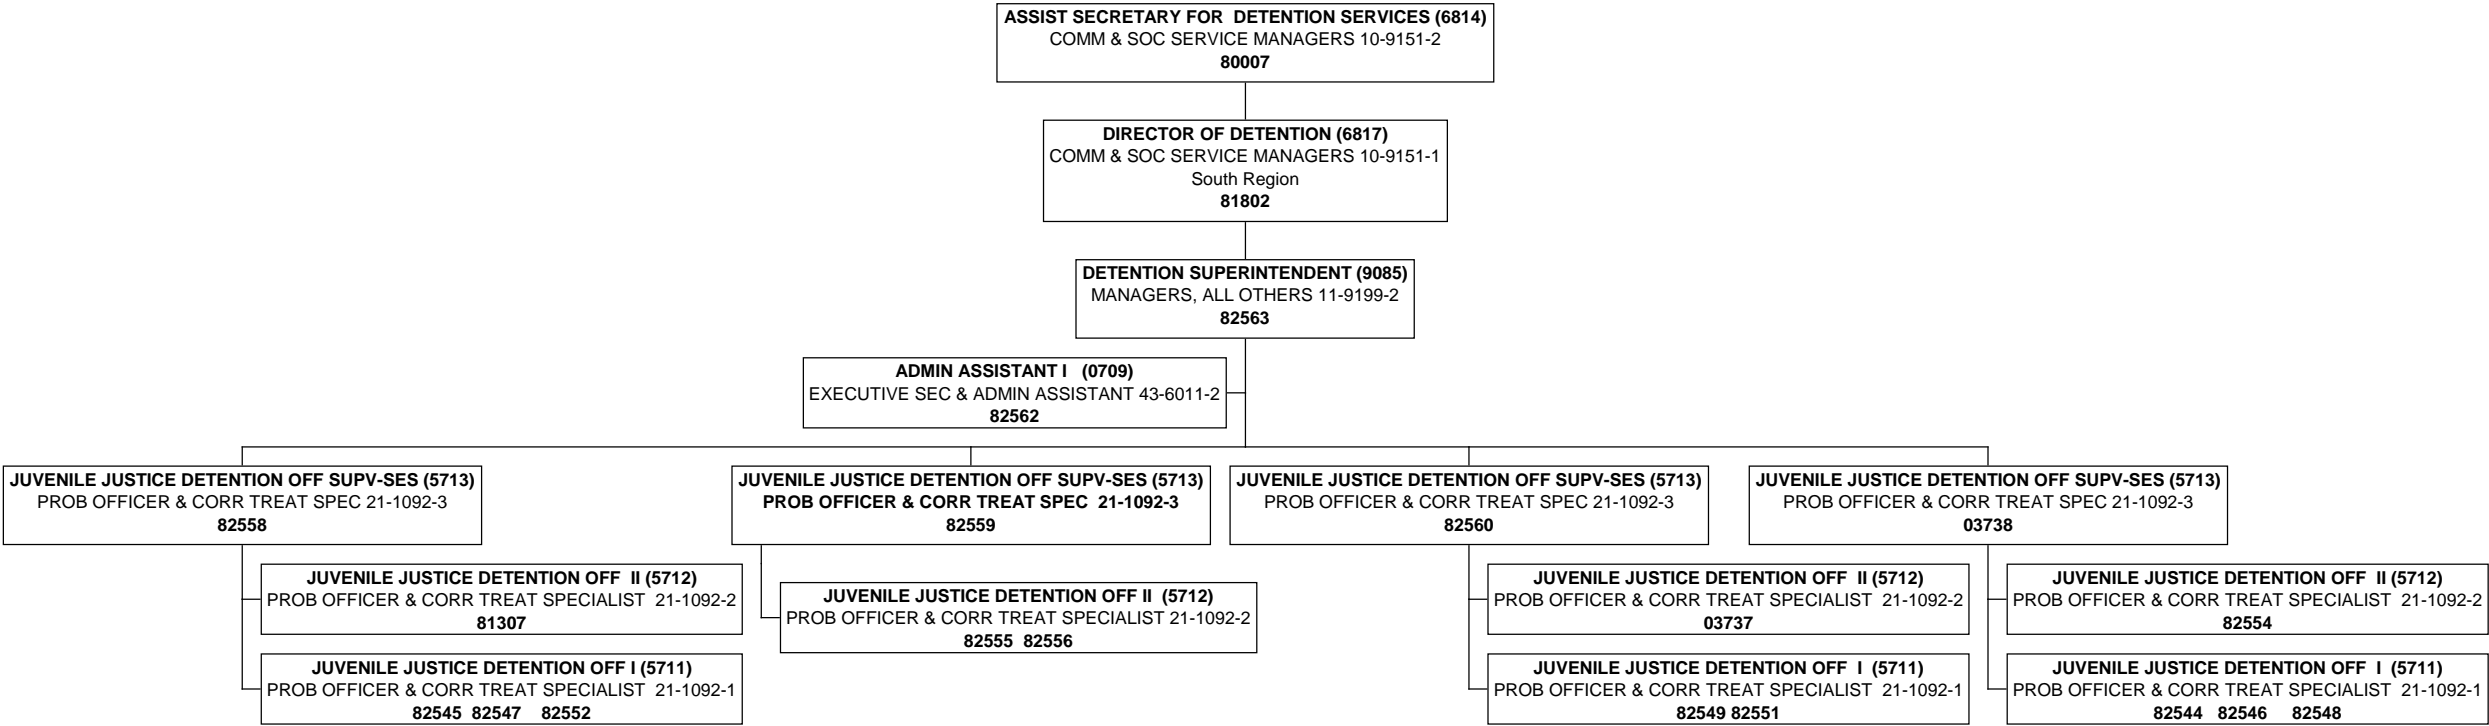 ASSIST SECRETARY FOR DETENTION SERVICES (6814)
COMM & SOC SERVICE MANAGERS 10-9151-2
80007
DIRECTOR OF DETENTION (6817)
COMM & SOC SERVICE MANAGERS 10-9151-1
South Region
81802
DETENTION SUPERINTENDENT (9085)
MANAGERS, ALL OTHERS 11-9199-2
82563
ADMIN ASSISTANT I (0709)
EXECUTIVE SEC & ADMIN ASSISTANT 43-6011-2
82562
JUVENILE JUSTICE DETENTION OFF SUPV-SES (5713)
PROB OFFICER & CORR TREAT SPEC 21-1092-3
82558
JUVENILE JUSTICE DETENTION OFF II (5712)
PROB OFFICER & CORR TREAT SPECIALIST 21-1092-2
81307
JUVENILE JUSTICE DETENTION OFF I (5711)
PROB OFFICER & CORR TREAT SPECIALIST 21-1092-1
82545 82547 82552
JUVENILE JUSTICE DETENTION OFF SUPV-SES (5713)
PROB OFFICER & CORR TREAT SPEC 21-1092-3
82559
JUVENILE JUSTICE DETENTION OFF II (5712)
PROB OFFICER & CORR TREAT SPECIALIST 21-1092-2
82555 82556
JUVENILE JUSTICE DETENTION OFF SUPV-SES (5713)
PROB OFFICER & CORR TREAT SPEC 21-1092-3
82560
JUVENILE JUSTICE DETENTION OFF II (5712)
PROB OFFICER & CORR TREAT SPECIALIST 21-1092-2
03737
JUVENILE JUSTICE DETENTION OFF I (5711)
PROB OFFICER & CORR TREAT SPECIALIST 21-1092-1
82549 82551
JUVENILE JUSTICE DETENTION OFF SUPV-SES (5713)
PROB OFFICER & CORR TREAT SPEC 21-1092-3
03738
JUVENILE JUSTICE DETENTION OFF II (5712)
PROB OFFICER & CORR TREAT SPECIALIST 21-1092-2
82554
JUVENILE JUSTICE DETENTION OFF I (5711)
PROB OFFICER & CORR TREAT SPECIALIST 21-1092-1
82544 82546 82548